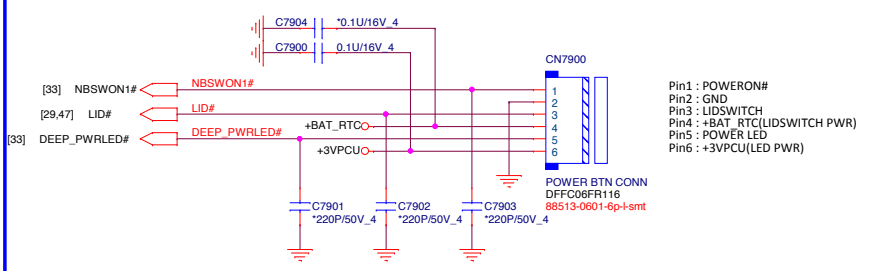 C7904 *0.1U/16V_4
C7900 0.1U/16V_4
CN7900
[33] NBSWON1# NBSWON1#
[29,47] LID# LID#
[33] DEEP_PWRLED# DEEP_PWRLED#
+BAT_RTC
+3VPCU
1
2
3
4
5
6
Pin1 : POWERON#
Pin2 : GND
Pin3 : LIDSWITCH
Pin4 : +BAT_RTC(LIDSWITCH PWR)
Pin5 : POWER LED
Pin6 : +3VPCU(LED PWR)
POWER BTN CONN
DFFC06FR116
88513-0601-6p-l-smt
C7901
*220P/50V_4
C7902
*220P/50V_4
C7903
*220P/50V_4